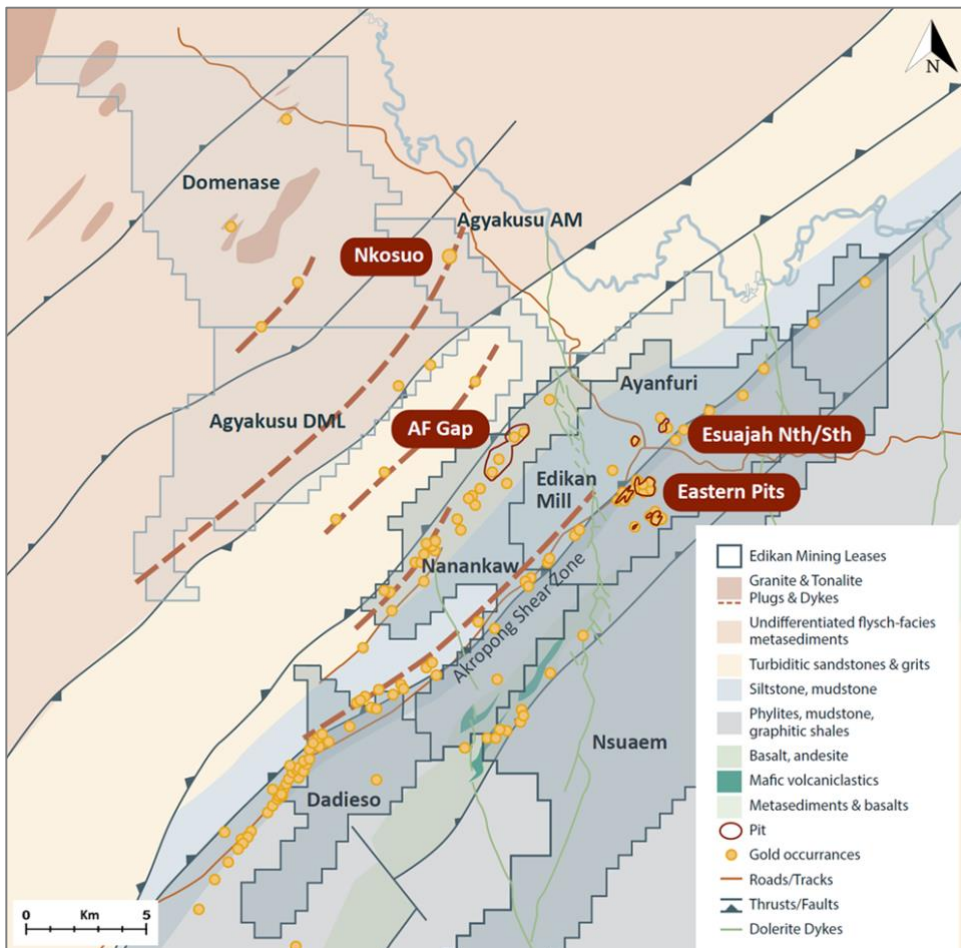 N
Domenase
Agyakusu AM
Nkosuo
Agyakusu DML
AF Gap
Ayanfuri
Esuajah Nth/Sth
Edikan
Mill
Eastern Pits
Nanankaw
Akropong Shear Zone
Nsuaem
Dadieso
0 Km 5
Edikan Mining Leases
Granite & Tonalite
Plugs & Dykes
Undifferentiated flysch-facies
metasediments
Turbiditic sandstones & grits
Siltstone, mudstone
Phylites, mudstone,
graphitic shales
Basalt, andesite
Mafic volcaniclastics
Metasediments & basalts
Pit
Gold occurrances
Roads/Tracks
Thrusts/Faults
Dolerite Dykes